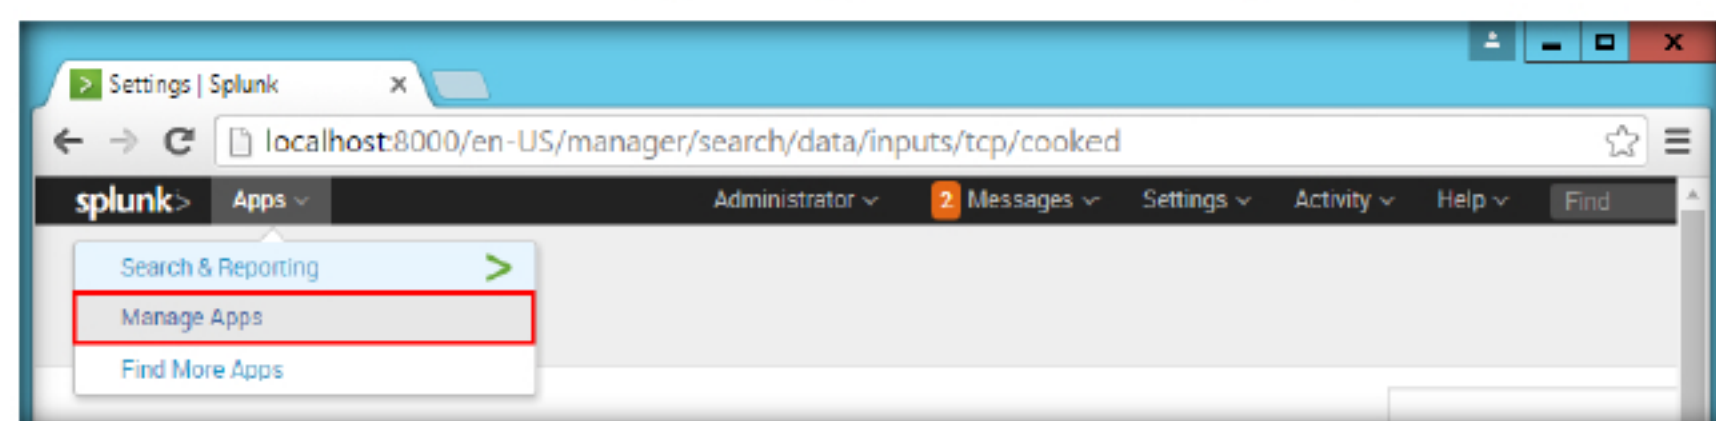 Settings | Splunk
localhost:8000/en-US/manager/search/data/inputs/tcp/cooked
splunk> Apps Administrator 2 Messages Settings Activity Help Find
Search & Reporting >
Manage Apps
Find More Apps